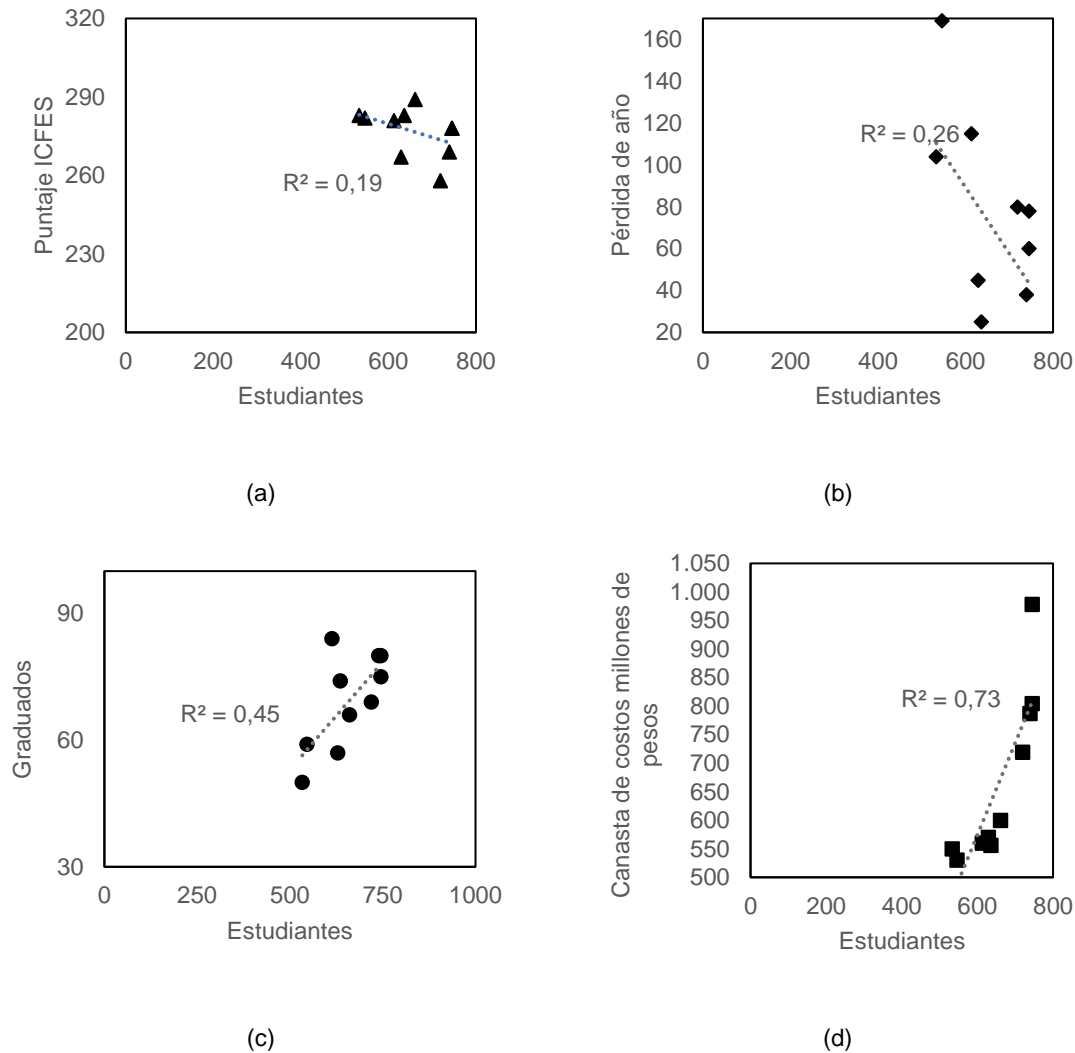 320
290
260
230
200
Puntaje ICFES
R² = 0,19
0 200 400 600 800
Estudiantes
(a)
160
140
120
100
80
60
40
20
Pérdida de año
R² = 0,26
0 200 400 600 800
Estudiantes
(b)
90
60
30
Graduados
R² = 0,45
0 250 500 750 1000
Estudiantes
(c)
1.050
1.000
950
900
850
800
750
700
650
600
550
500
Canasta de costos millones de
pesos
R² = 0,73
0 200 400 600 800
Estudiantes
(d)